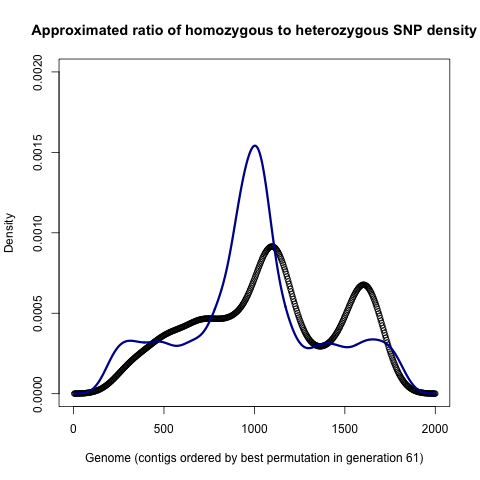 Approximated ratio of homozygous to heterozygous SNP density
0.0020
0.0015
0.0010
0.0005
0.0000
Density
0 500 1000 1500 2000
Genome (contigs ordered by best permutation in generation 61)